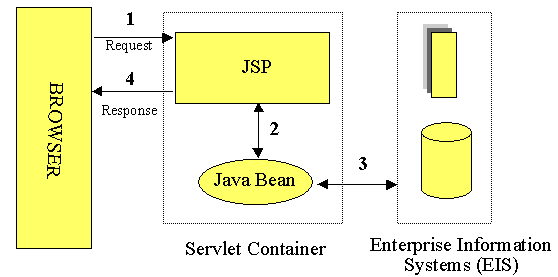 BROWSER
1
Request
4
Response
JSP
2
Java Bean
3
Servlet Container
Enterprise Information
Systems (EIS)